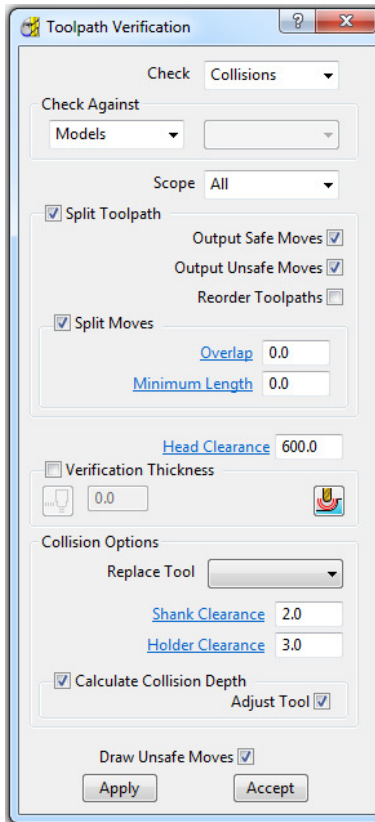 Toolpath Verification
Check Collisions
Check Against
Models
Scope All
Split Toolpath
Output Safe Moves
Output Unsafe Moves
Reorder Toolpaths
Split Moves
Overlap 0.0
Minimum Length 0.0
Head Clearance 600.0
Verification Thickness
0.0
Collision Options
Replace Tool
Shank Clearance 2.0
Holder Clearance 3.0
Calculate Collision Depth
Adjust Tool
Draw Unsafe Moves
Apply Accept